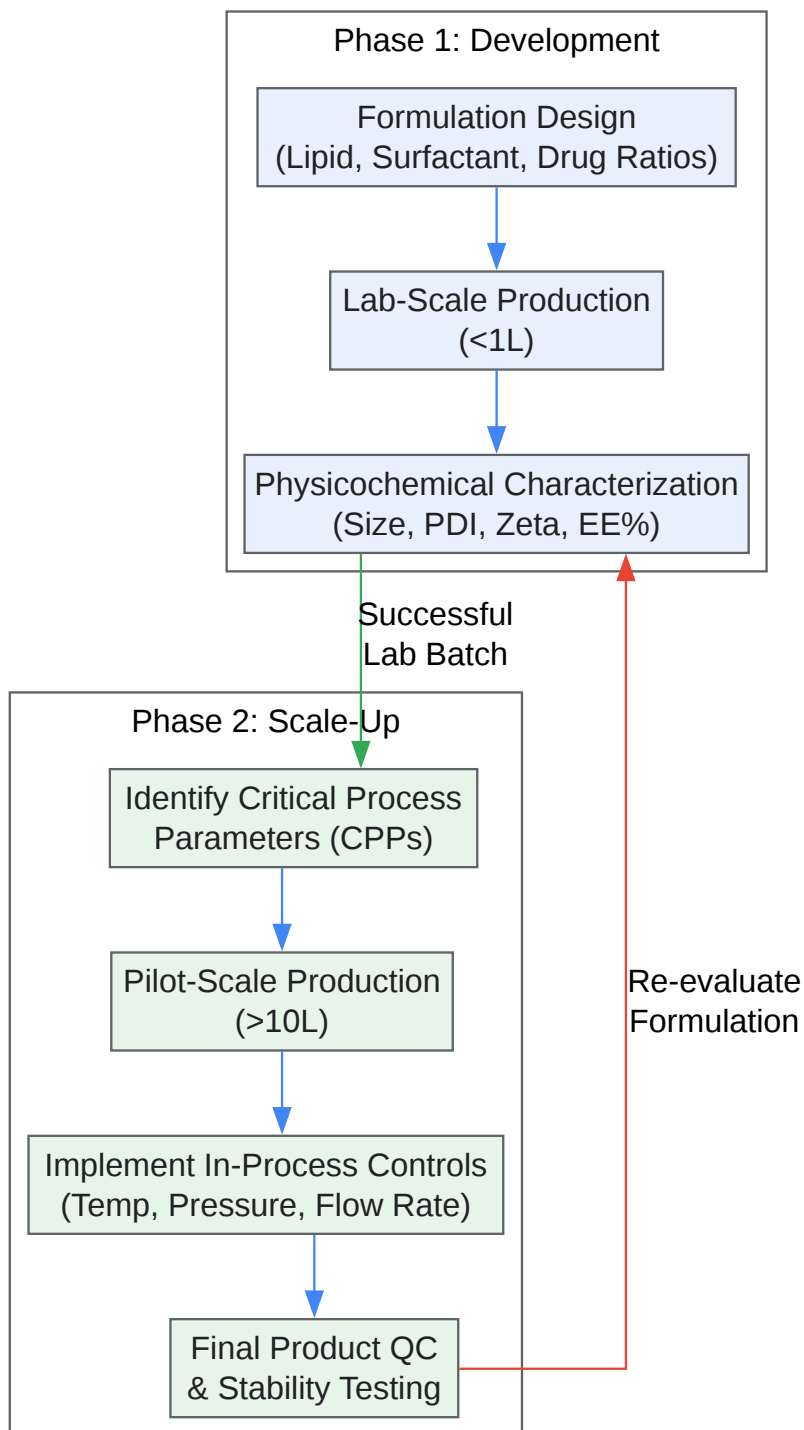 Phase 1: Development
Formulation Design
(Lipid, Surfactant, Drug Ratios)
Lab-Scale Production
(<1L)
Physicochemical Characterization
(Size, PDI, Zeta, EE%)
Successful
Lab Batch
Phase 2: Scale-Up
Identify Critical Process
Parameters (CPPs)
Pilot-Scale Production
(>10L)
Re-evaluate
Formulation
Implement In-Process Controls
(Temp, Pressure, Flow Rate)
Final Product QC
& Stability Testing